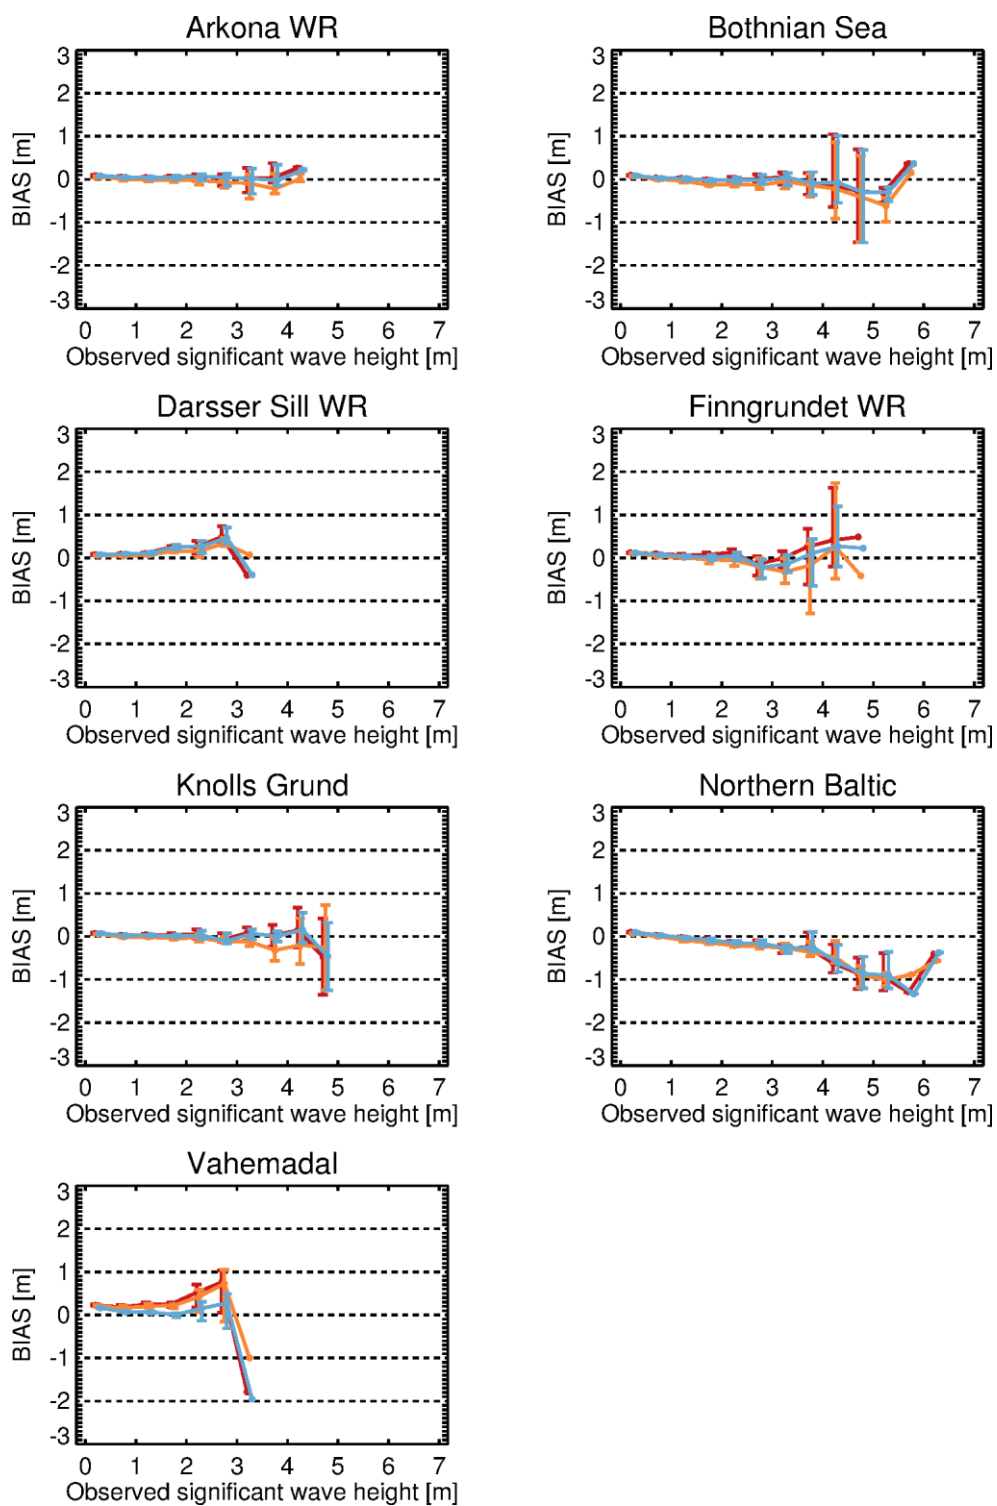 Arkona WR
BIAS [m]
3
2
1
0
-1
-2
-3
0 1 2 3 4 5 6 7
Observed significant wave height [m]
Bothnian Sea
BIAS [m]
3
2
1
0
-1
-2
-3
0 1 2 3 4 5 6 7
Observed significant wave height [m]
Darsser Sill WR
BIAS [m]
3
2
1
0
-1
-2
-3
0 1 2 3 4 5 6 7
Observed significant wave height [m]
Finngrundet WR
BIAS [m]
3
2
1
0
-1
-2
-3
0 1 2 3 4 5 6 7
Observed significant wave height [m]
Knolls Grund
BIAS [m]
3
2
1
0
-1
-2
-3
0 1 2 3 4 5 6 7
Observed significant wave height [m]
Northern Baltic
BIAS [m]
3
2
1
0
-1
-2
-3
0 1 2 3 4 5 6 7
Observed significant wave height [m]
Vahemadal
BIAS [m]
3
2
1
0
-1
-2
-3
0 1 2 3 4 5 6 7
Observed significant wave height [m]